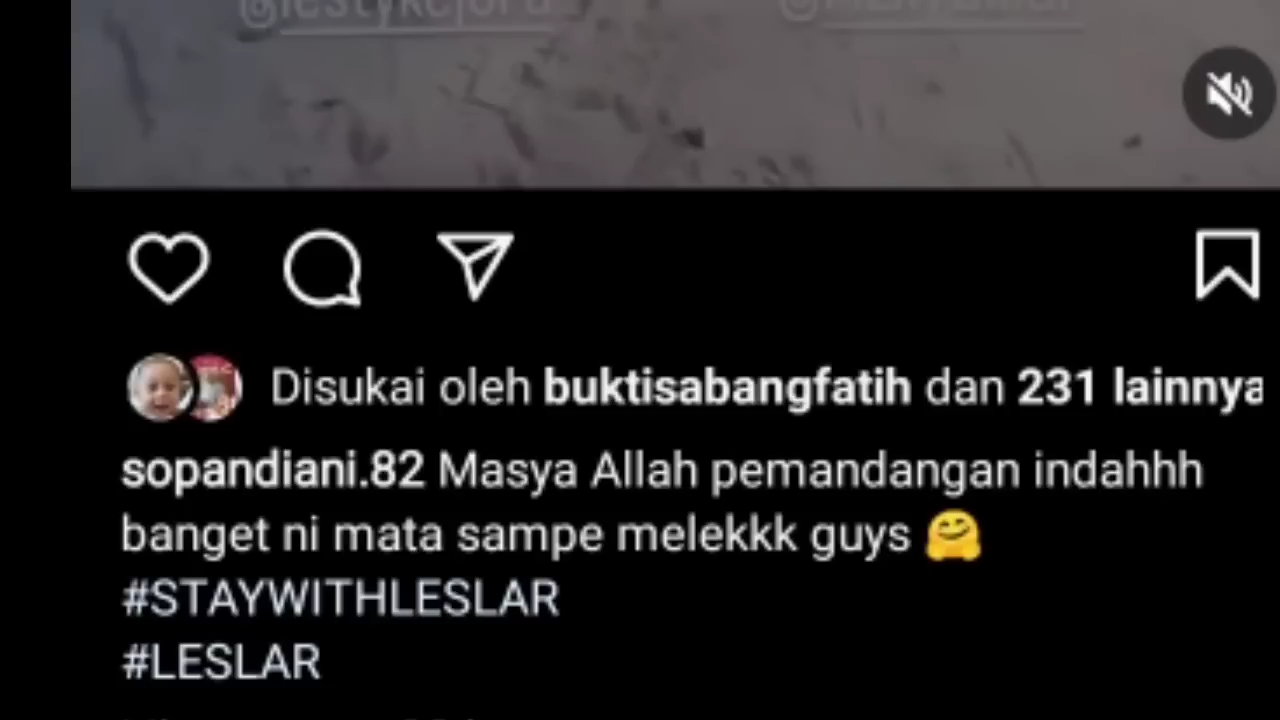 @lestykejora
Disukai oleh buktisabangfatih dan 231 lainnya
sopandiani.82 Masya Allah pemandangan indahhh
banget ni mata sampe melekkk guys 🤗
#STAYWITHLESLAR
#LESLAR